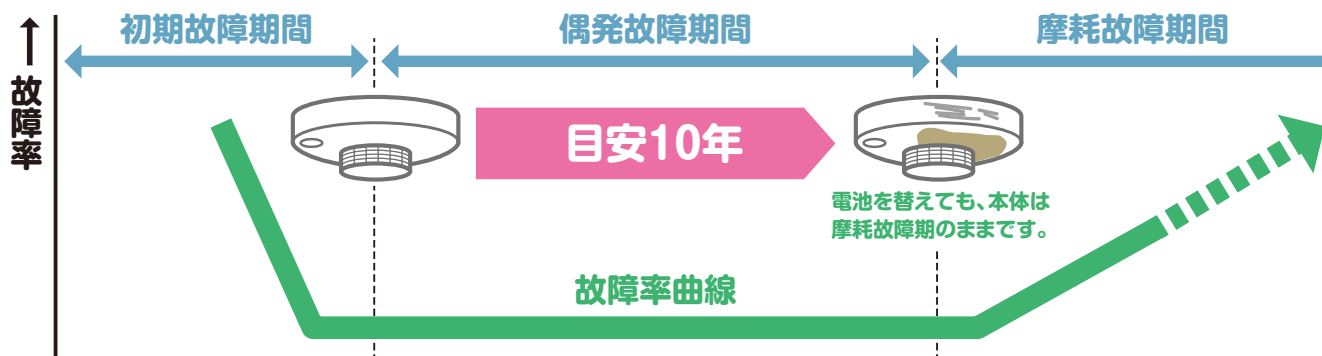 初期故障期間
偶発故障期間
摩耗故障期間
故障率
目安10年
電池を替えても、本体は
摩耗故障期のままです。
故障率曲線